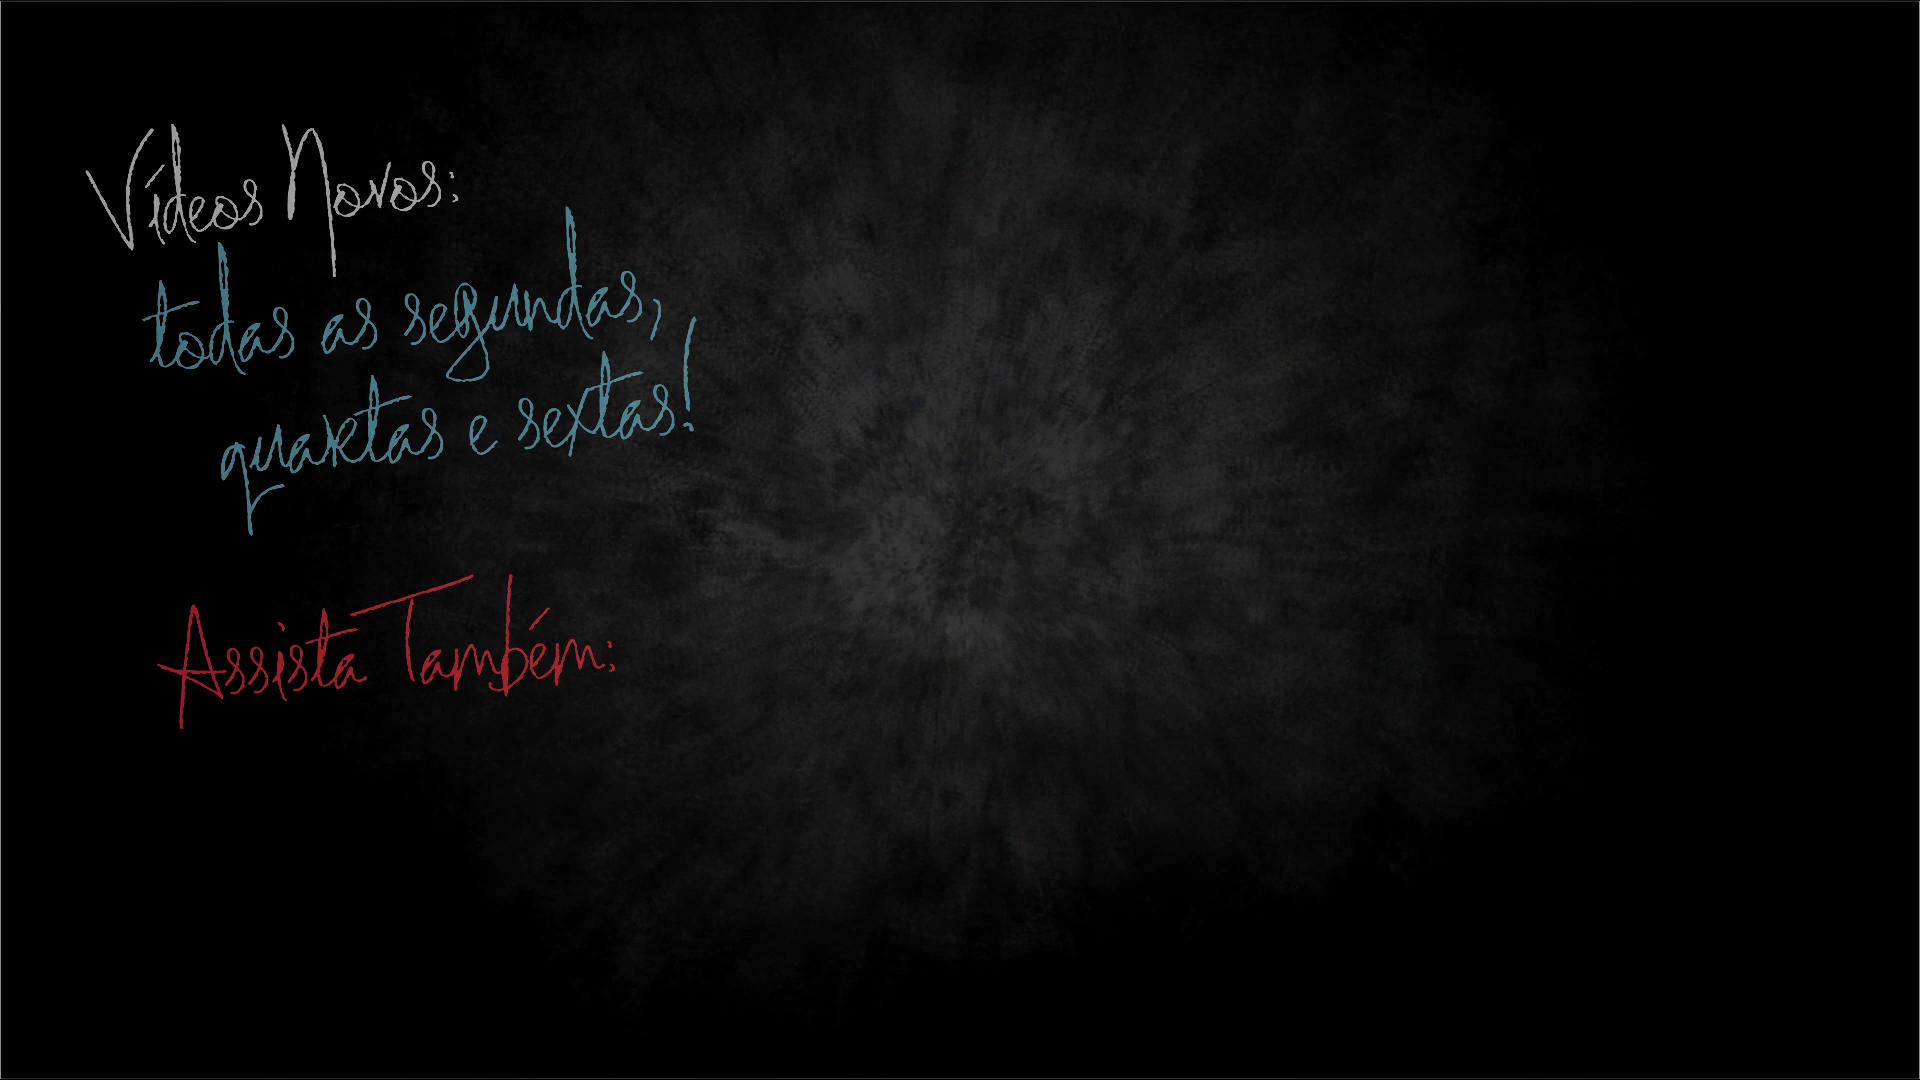 Vídeos Novos:
todas as segundas,
quartas e sextas!
Assista Também: